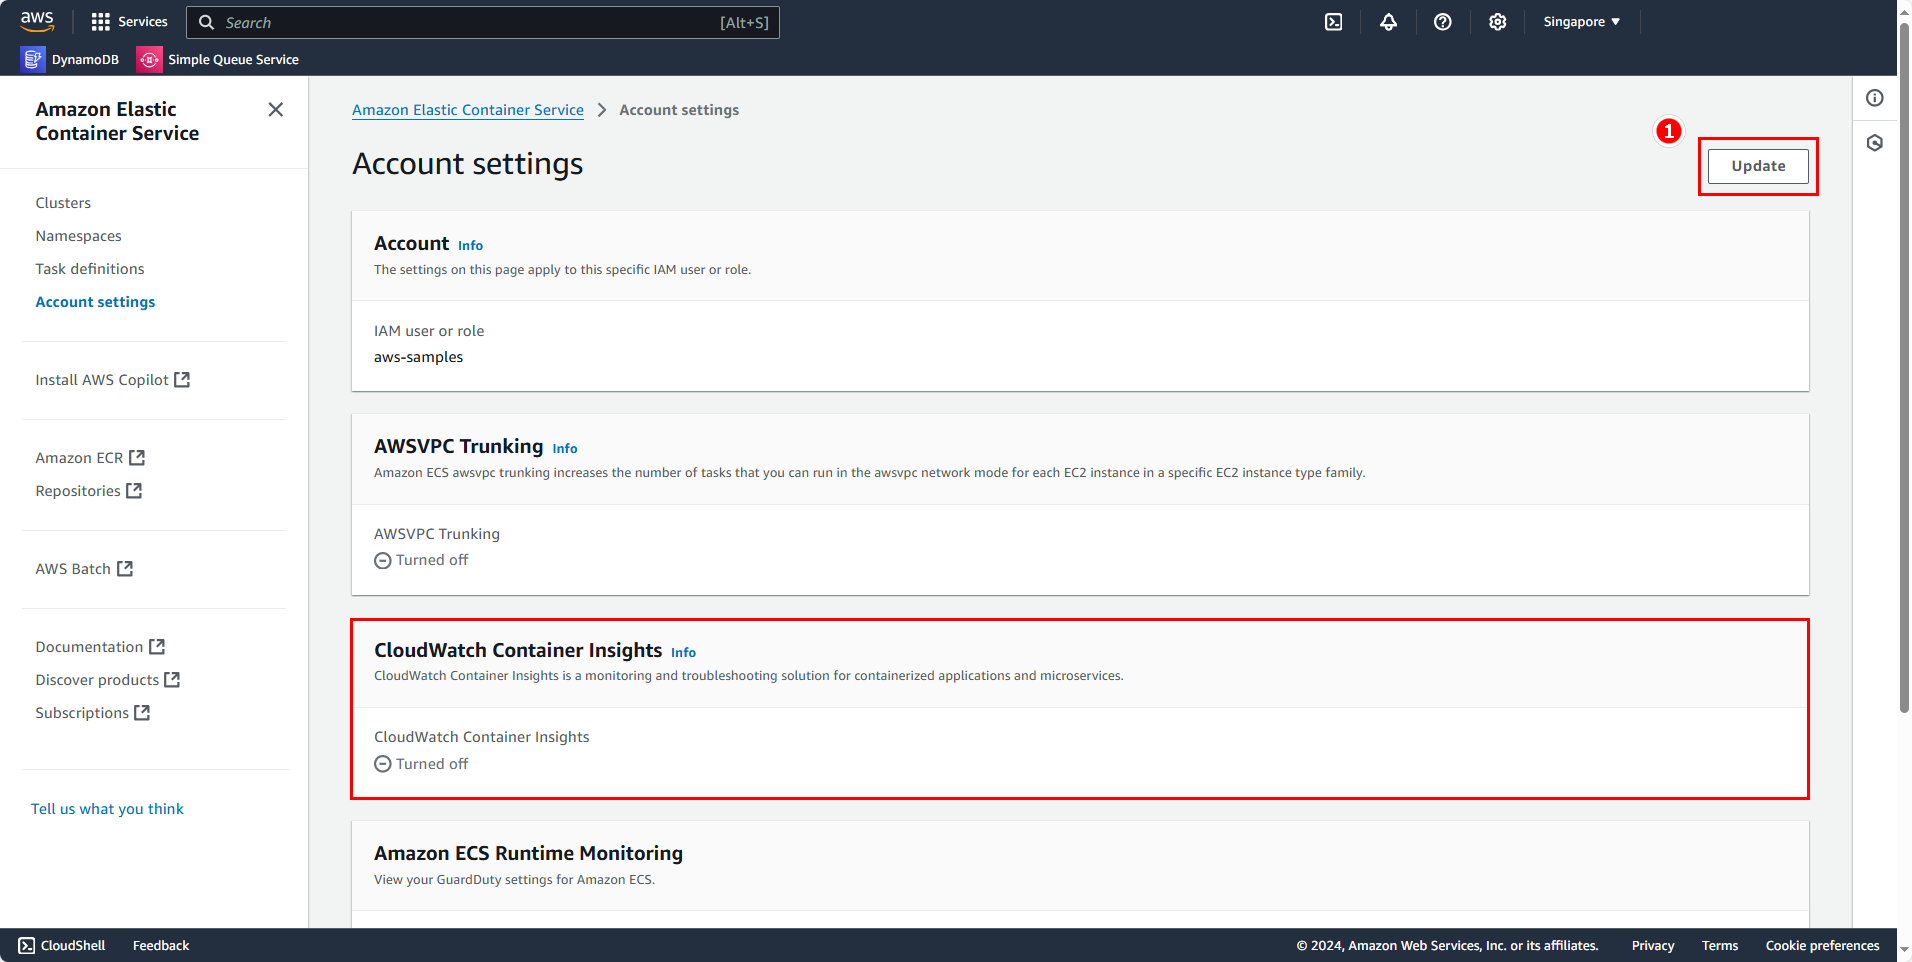 aws
Services
Search
[Alt+S]
Singapore
DynamoDB
Simple Queue Service
Amazon Elastic
Container Service
Clusters
Namespaces
Task definitions
Account settings
Install AWS Copilot
Amazon ECR
Repositories
AWS Batch
Documentation
Discover products
Subscriptions
Tell us what you think
Amazon Elastic Container Service
Account settings
Account settings
1
Update
Account Info
The settings on this page apply to this specific IAM user or role.
IAM user or role
aws-samples
AWSVPC Trunking Info
Amazon ECS awsvpc trunking increases the number of tasks that you can run in the awsvpc network mode for each EC2 instance in a specific EC2 instance type family.
AWSVPC Trunking
Turned off
CloudWatch Container Insights Info
CloudWatch Container Insights is a monitoring and troubleshooting solution for containerized applications and microservices.
CloudWatch Container Insights
Turned off
Amazon ECS Runtime Monitoring
View your GuardDuty settings for Amazon ECS.
CloudShell
Feedback
© 2024, Amazon Web Services, Inc. or its affiliates.
Privacy
Terms
Cookie preferences